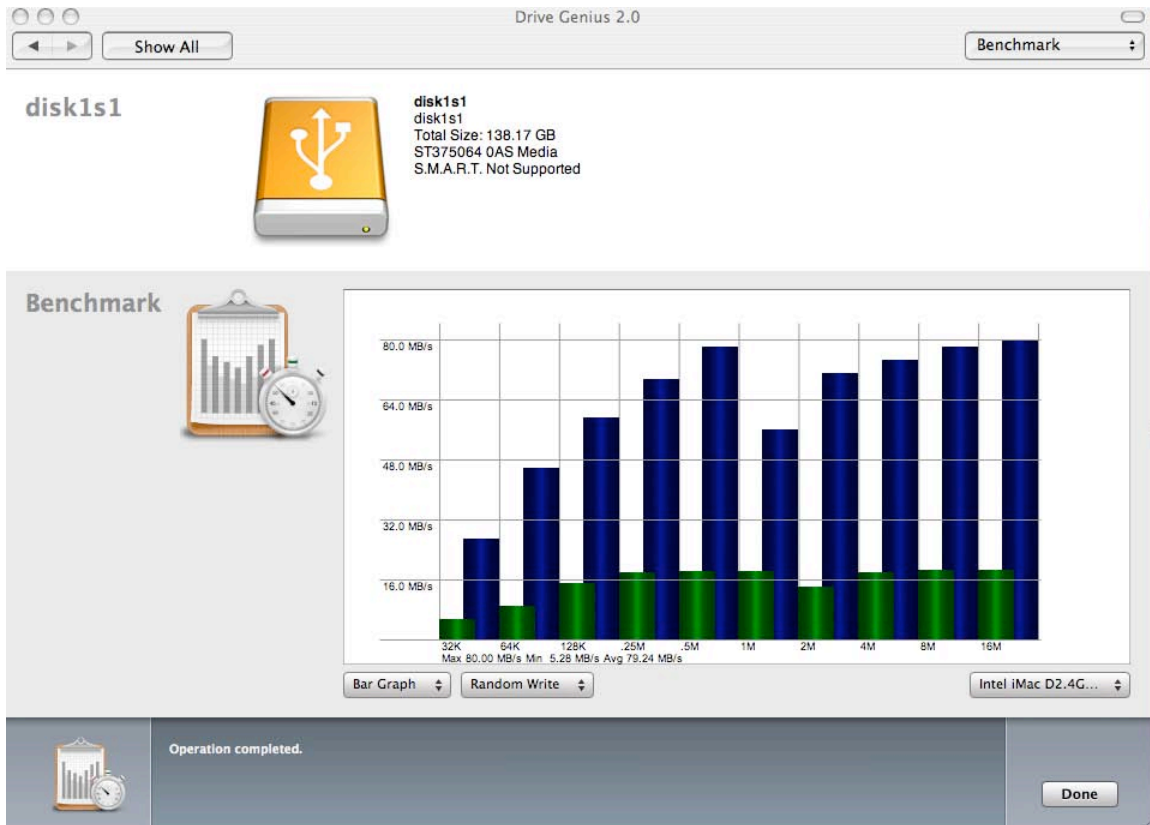 Drive Genius 2.0
Show All
Benchmark
disk1s1
disk1s1
disk1s1
Total Size: 138.17 GB
ST375064 0AS Media
S.M.A.R.T. Not Supported
Benchmark
80.0 MB/s
64.0 MB/s
48.0 MB/s
32.0 MB/s
16.0 MB/s
32K 64K 128K .25M .5M 1M 2M 4M 8M 16M
Max 80.00 MB/s Min 5.28 MB/s Avg 79.24 MB/s
Bar Graph Random Write Intel iMac D2.4G...
Operation completed.
Done